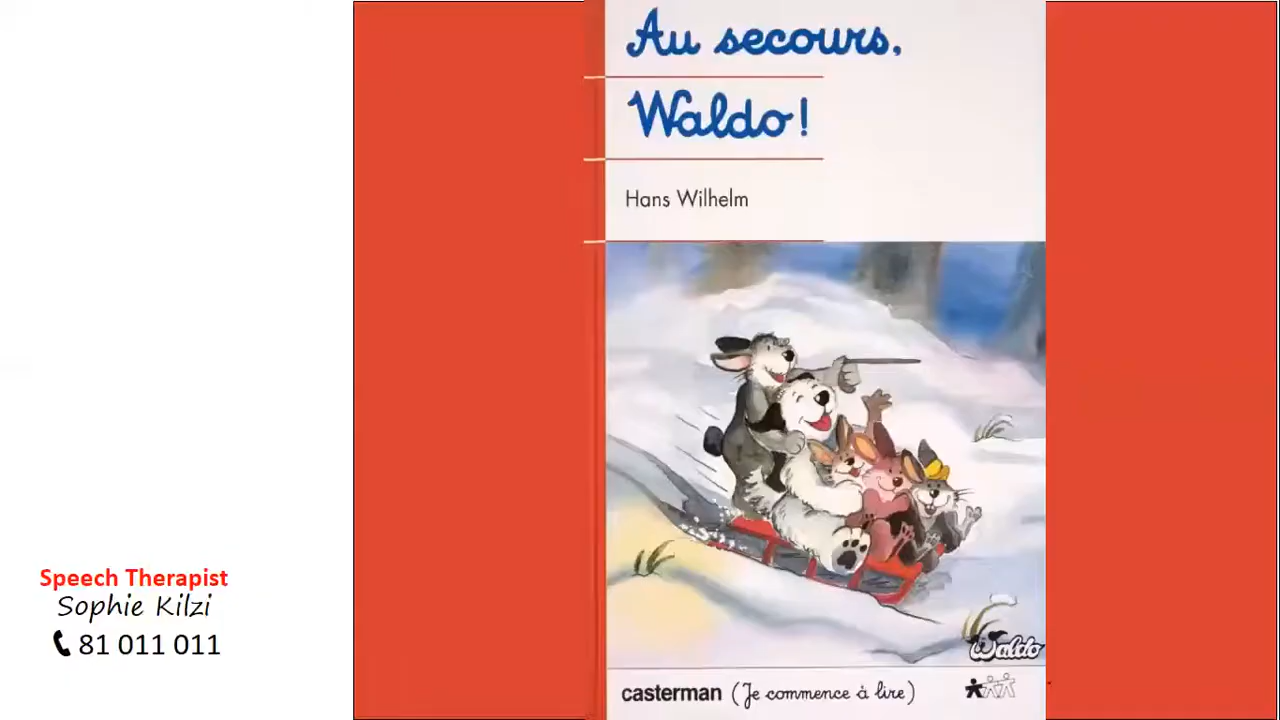 Au secours,
Waldo!
Hans Wilhelm
Waldo
casterman (Je commence à lire)
Speech Therapist
Sophie Kilzi
81 011 011